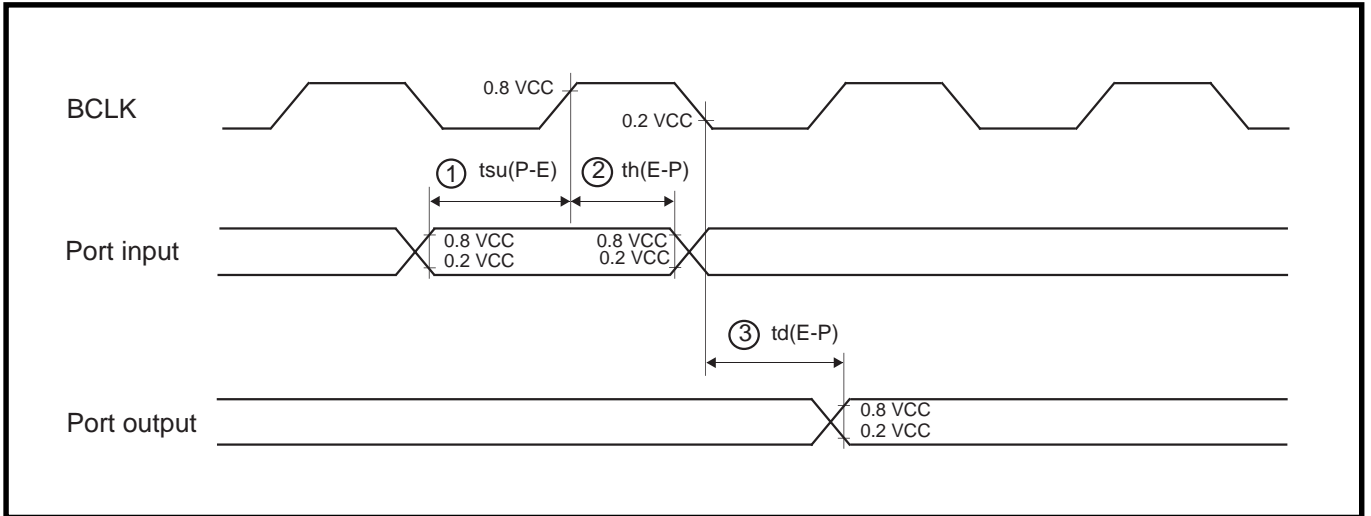 BCLK
0.8 VCC
0.2 VCC
① tsu(P-E)
② th(E-P)
Port input
0.8 VCC
0.2 VCC
0.8 VCC
0.2 VCC
③ td(E-P)
Port output
0.8 VCC
0.2 VCC